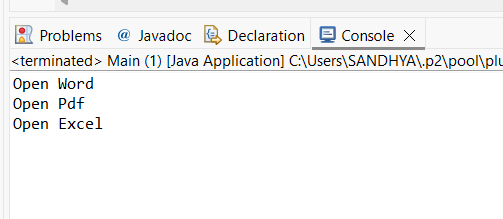 Problems @ Javadoc Declaration Console
<terminated> Main (1) [Java Application] C:\Users\SANDHYA\.p2\pool\plu
Open Word
Open Pdf
Open Excel